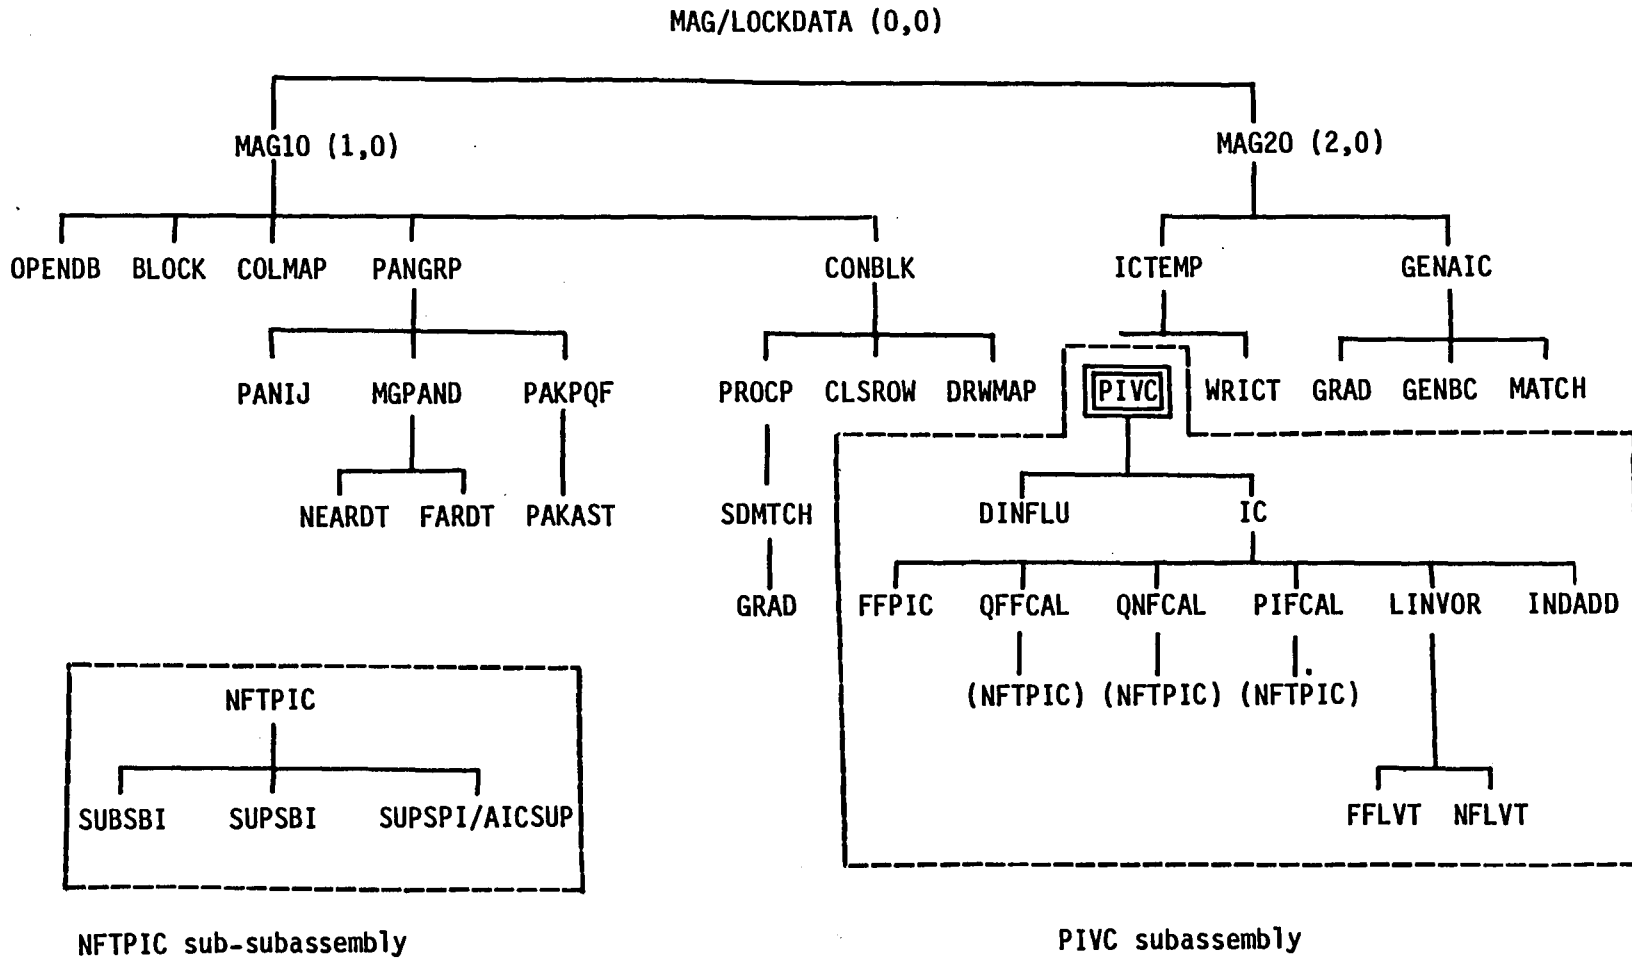 MAG/LOCKDATA (0,0)
MAG10 (1,0) MAG20 (2,0)
OPENDB BLOCK COLMAP PANGRP CONBLK ICTEMP GENAIC
PANIJ MGPAND PAKPQF PROCP CLSROW DRWMAP PIVC WRICT GRAD GENBC MATCH
NEARDT FARDT PAKAST SDMTCH DINFLU IC
GRAD FFPIC QFFCAL QNFCAL PIFCAL LINVOR INDADD
NFTPIC (NFTPIC) (NFTPIC) (NFTPIC)
SUBSBI SUPSBI SUPSPI/AICSUP FFLVT NFLVT
NFTPIC sub-subassembly PIVC subassembly